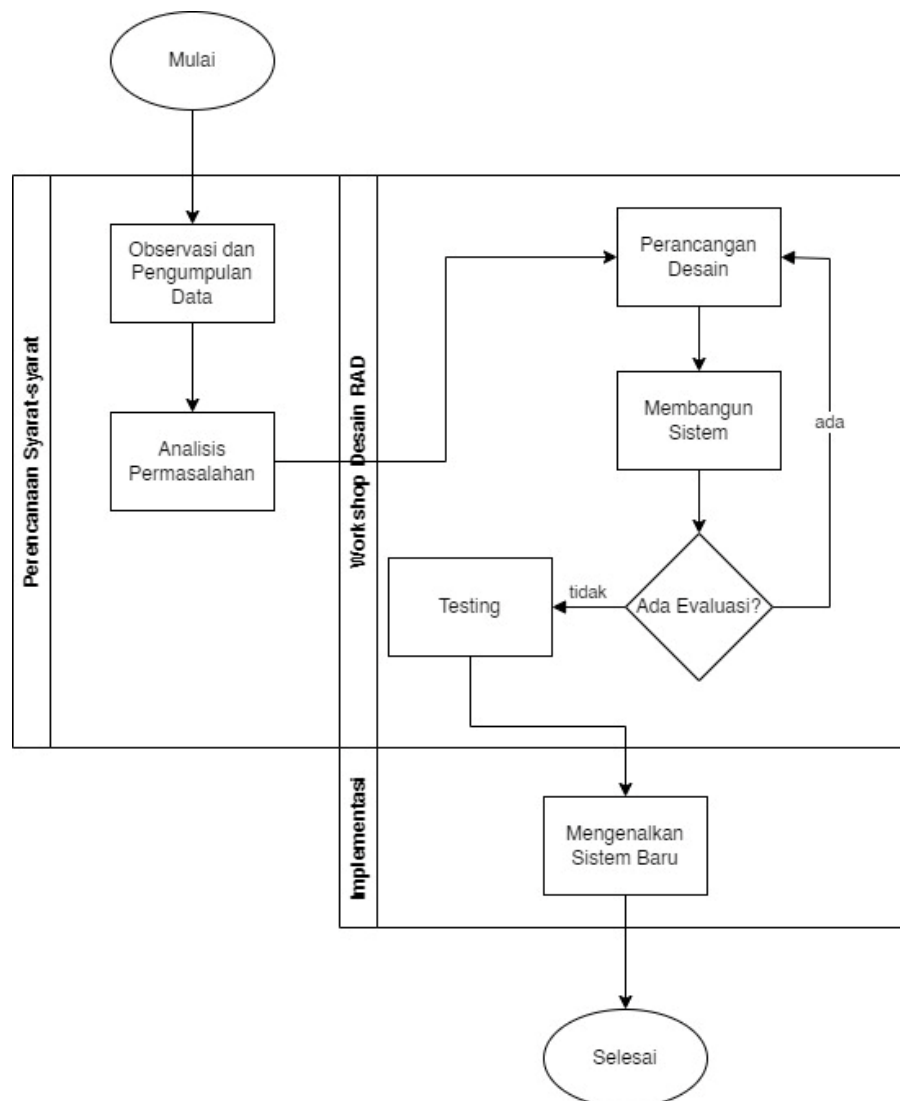 Mulai
Perencanaan Syarat-syarat
Observasi dan
Pengumpulan
Data
Analisis
Permasalahan
Workshop Desain RAD
Perancangan
Desain
Membangun
Sistem
ada
Ada Evaluasi?
tidak
Testing
Implementasi
Mengenalkan
Sistem Baru
Selesai